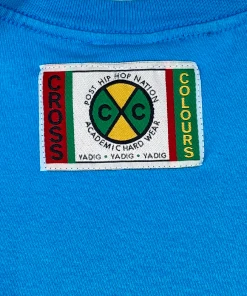 CROSS
POST HIP HOP NATION
C C
ACADEMIC HARD WEAR
YADIG • YADIG • YADIG
COLOURS